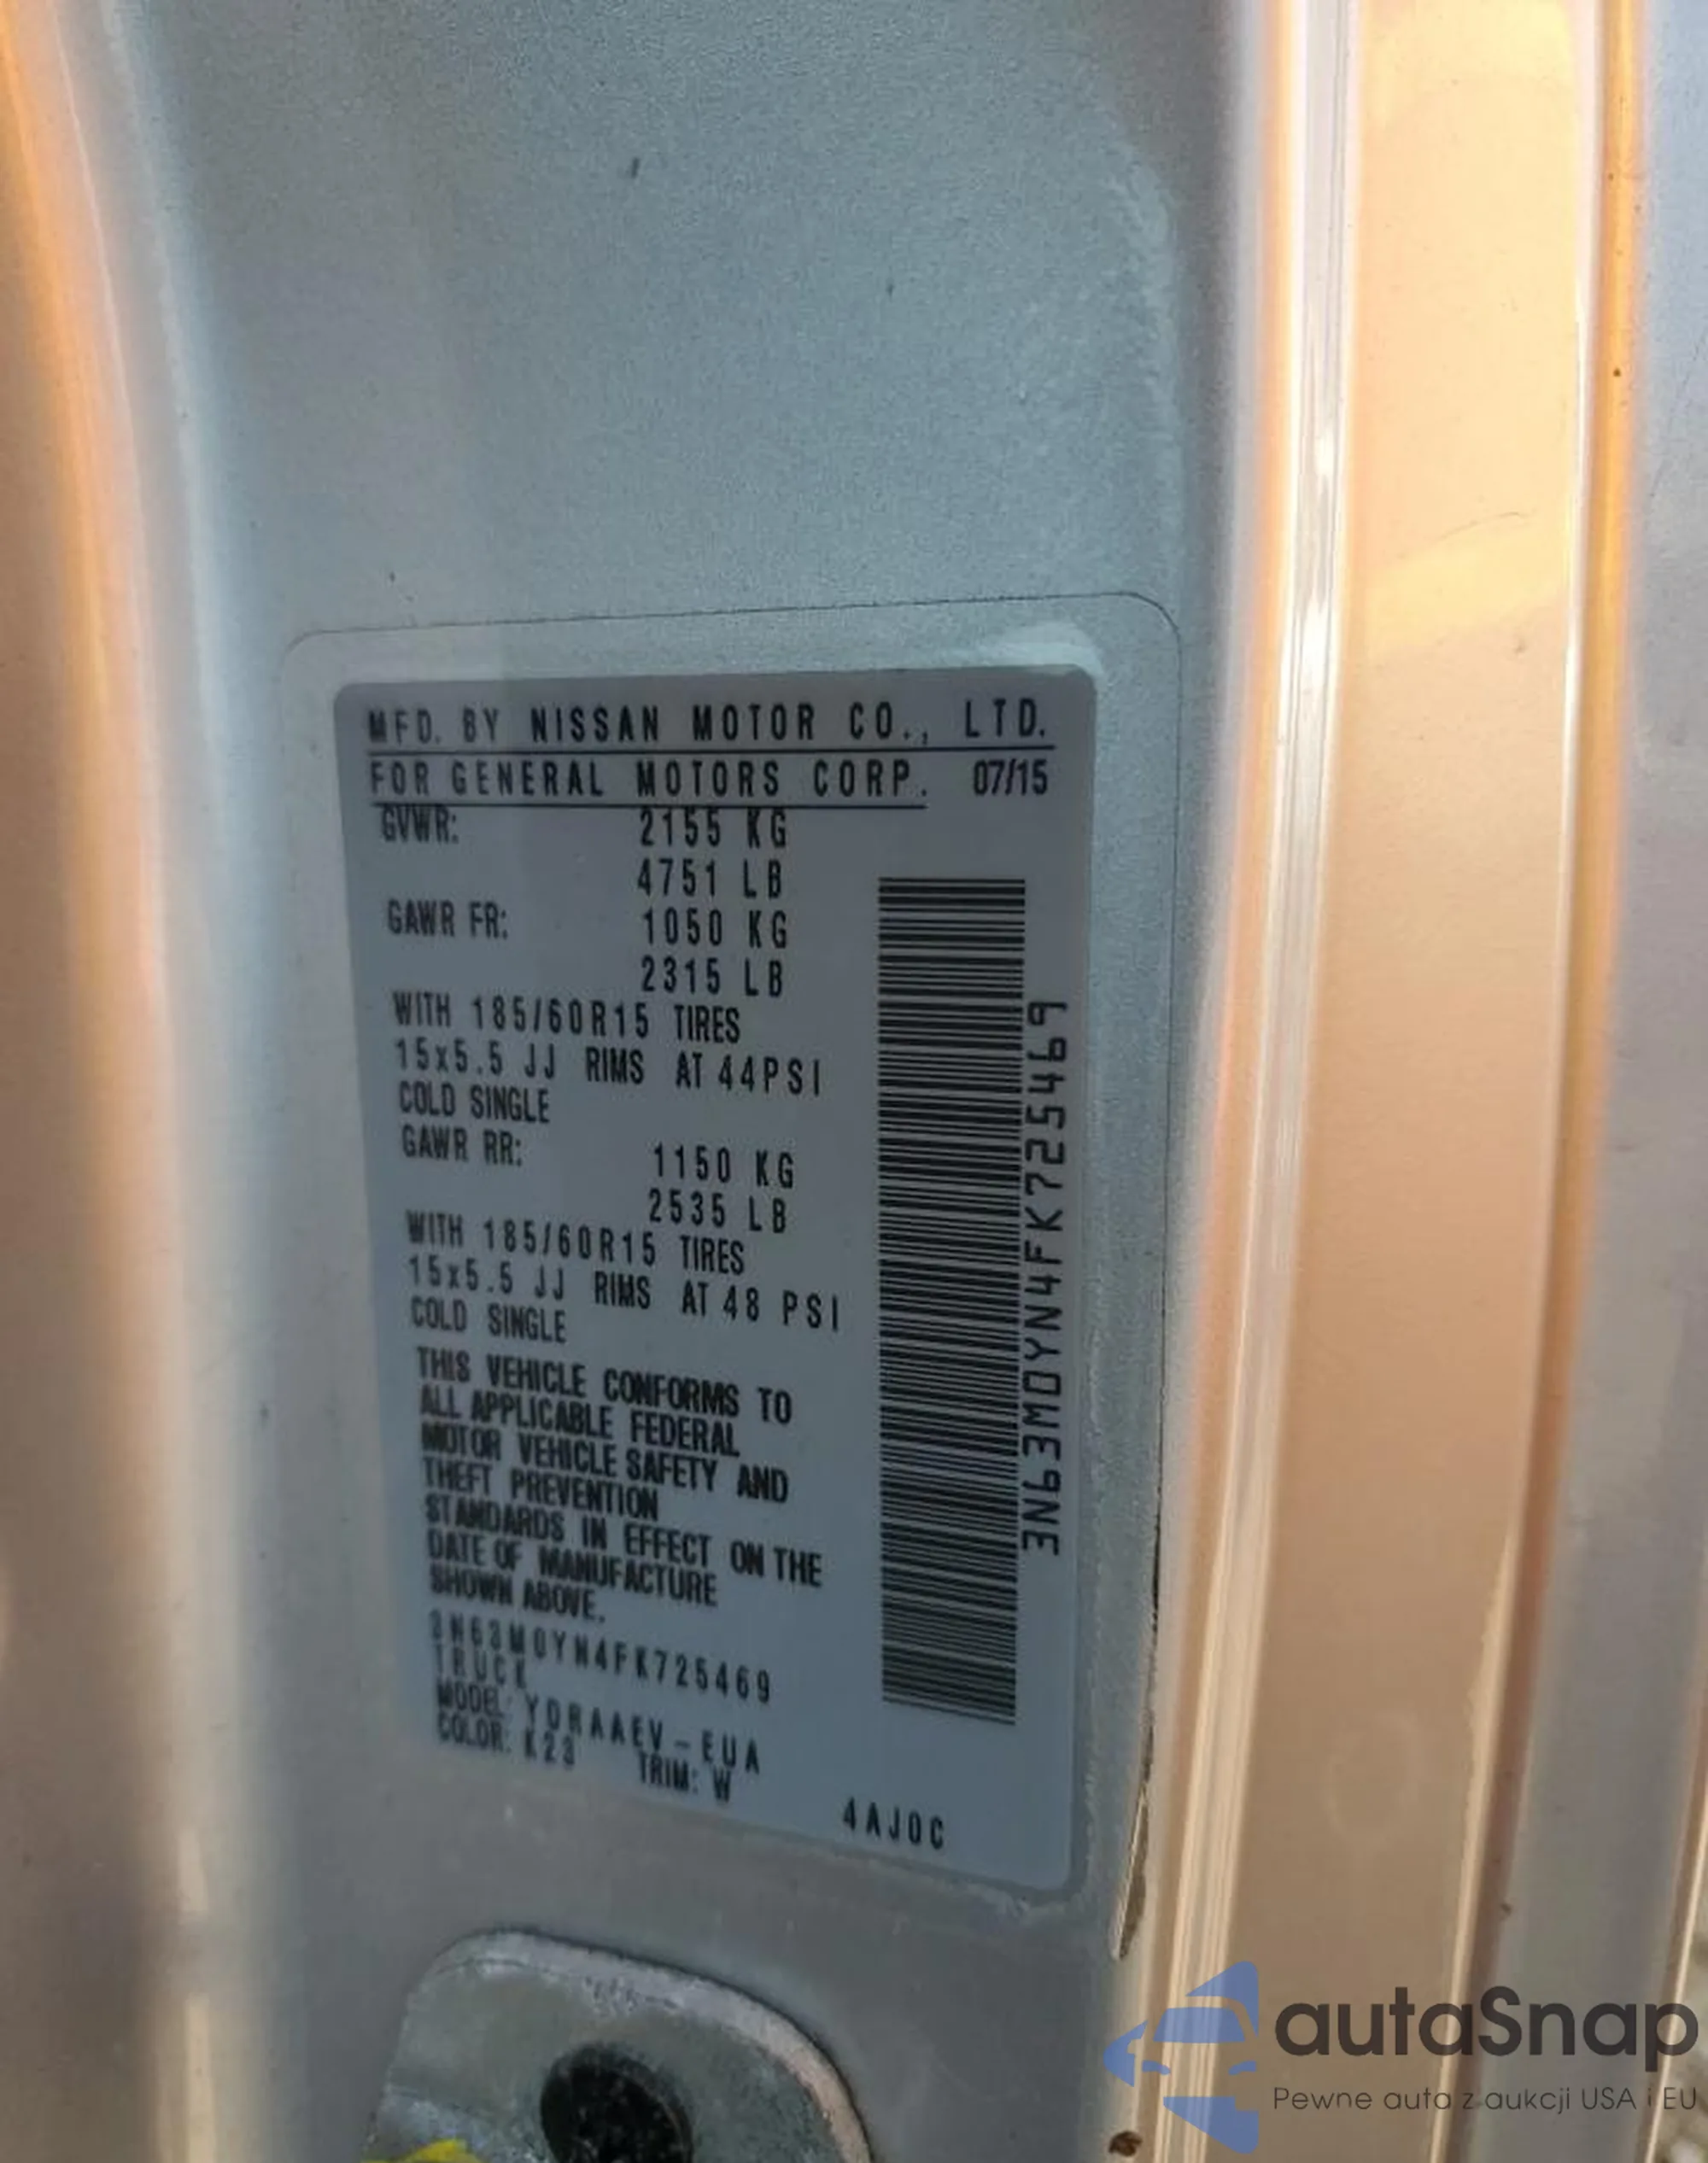 MFD. BY NISSAN MOTOR CO., LTD.
FOR GENERAL MOTORS CORP. 07/15
GVWR: 2155 KG
4751 LB
GAWR FR: 1050 KG
2315 LB
WITH 185/60R15 TIRES
15x5.5 JJ RIMS AT 44PSI
COLD SINGLE
GAWR RR: 1150 KG
2535 LB
WITH 185/60R15 TIRES
15x5.5 JJ RIMS AT 48 PSI
COLD SINGLE
THIS VEHICLE CONFORMS TO
ALL APPLICABLE FEDERAL
MOTOR VEHICLE SAFETY AND
THEFT PREVENTION
STANDARDS IN EFFECT ON THE
DATE OF MANUFACTURE
SHOWN ABOVE.
3N63M0YN4FK725469
TRUCK
MODEL: YDRAAEV-EUA
COLOR: K23 TRIM: W
4AJ0C
3N63M0YN4FK725469
autaSnap
Pewne auta z aukcji USA i EU